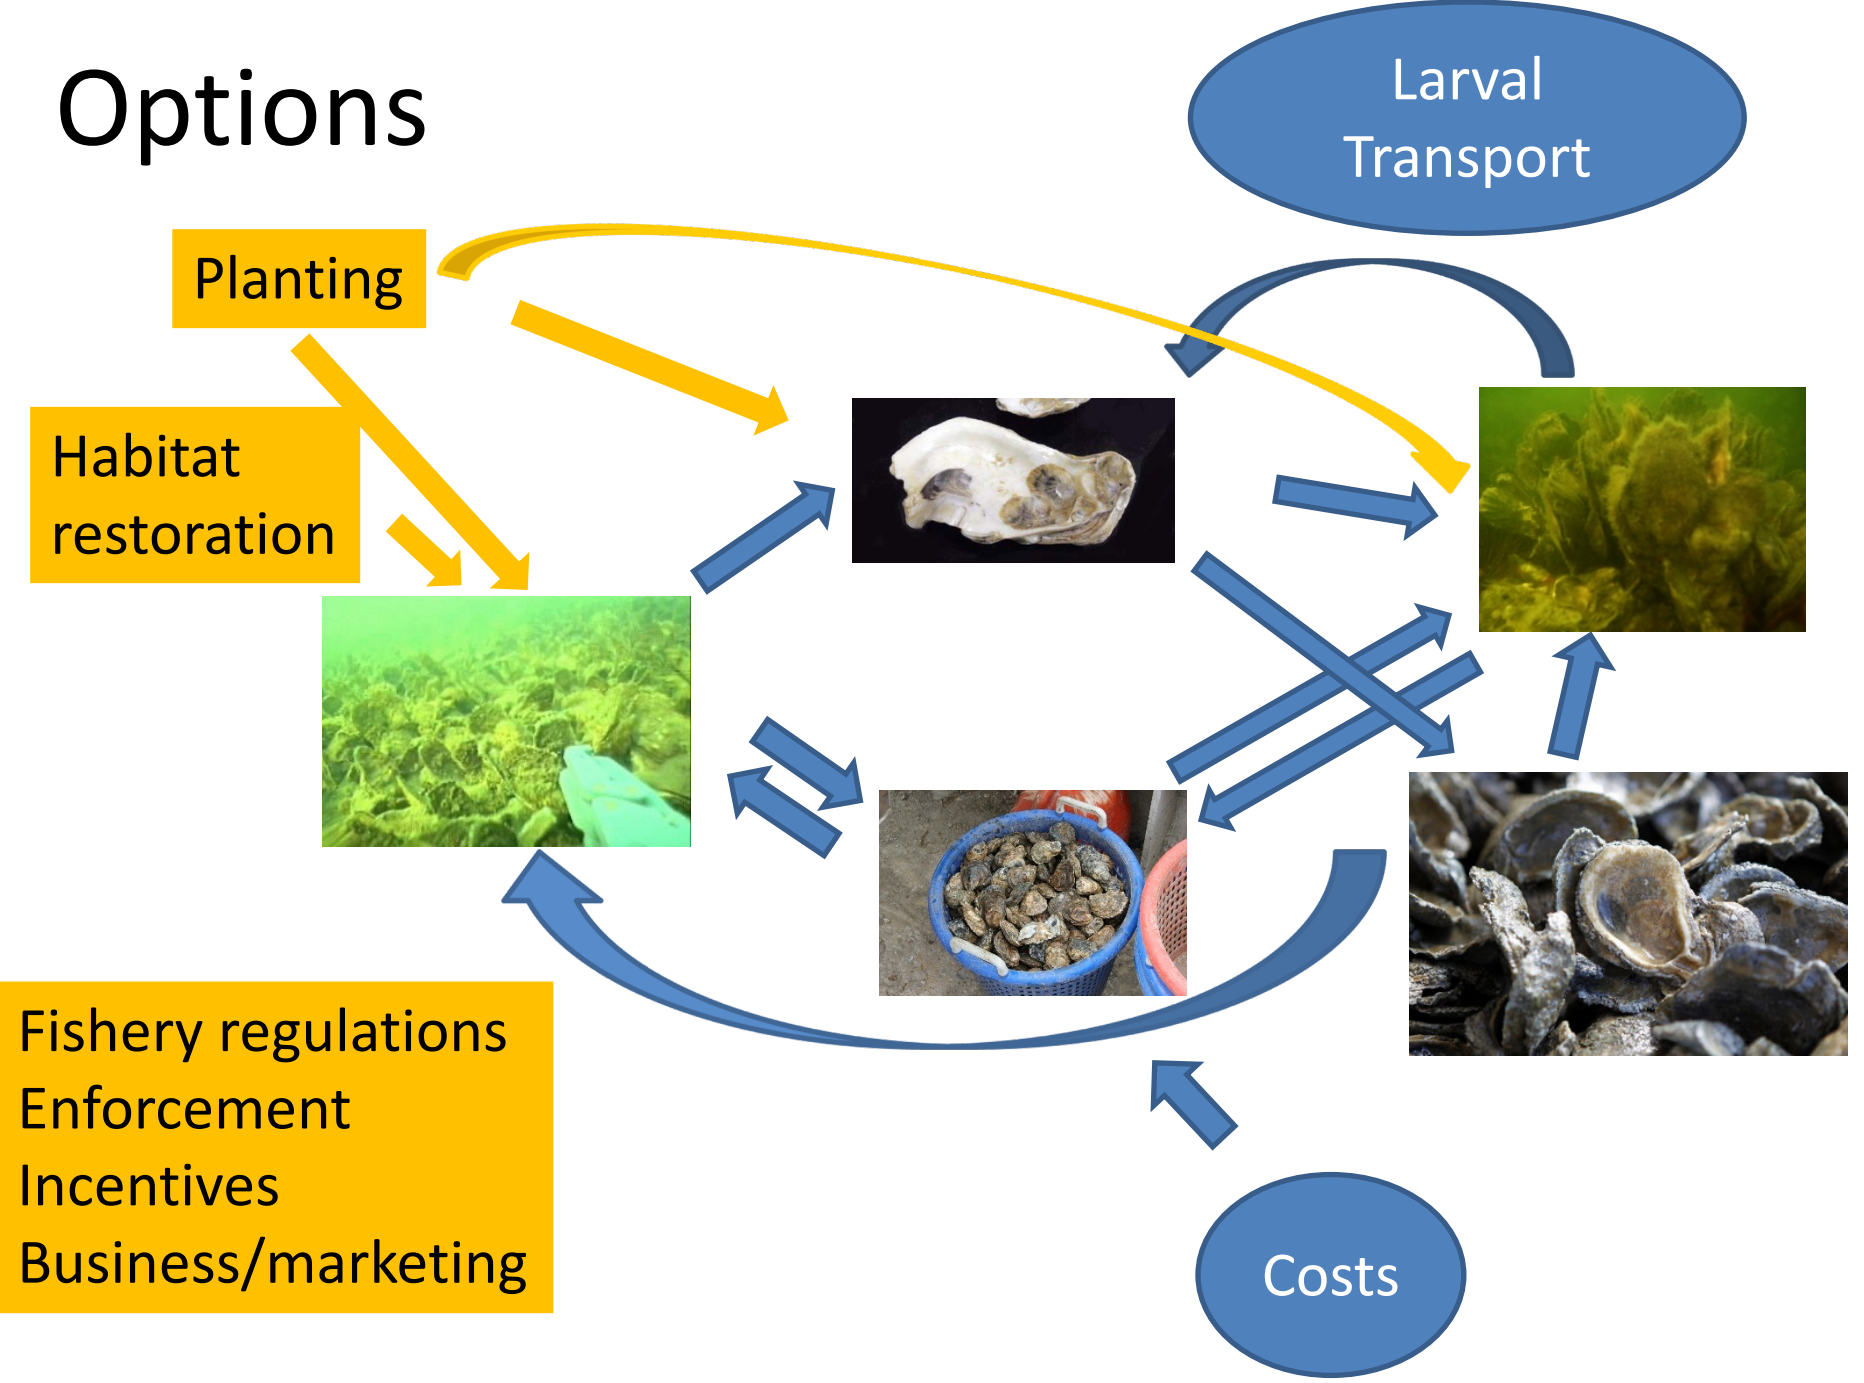 Options
Larval
Transport
Planting
Habitat
restoration
Fishery regulations
Enforcement
Incentives
Business/marketing
Costs